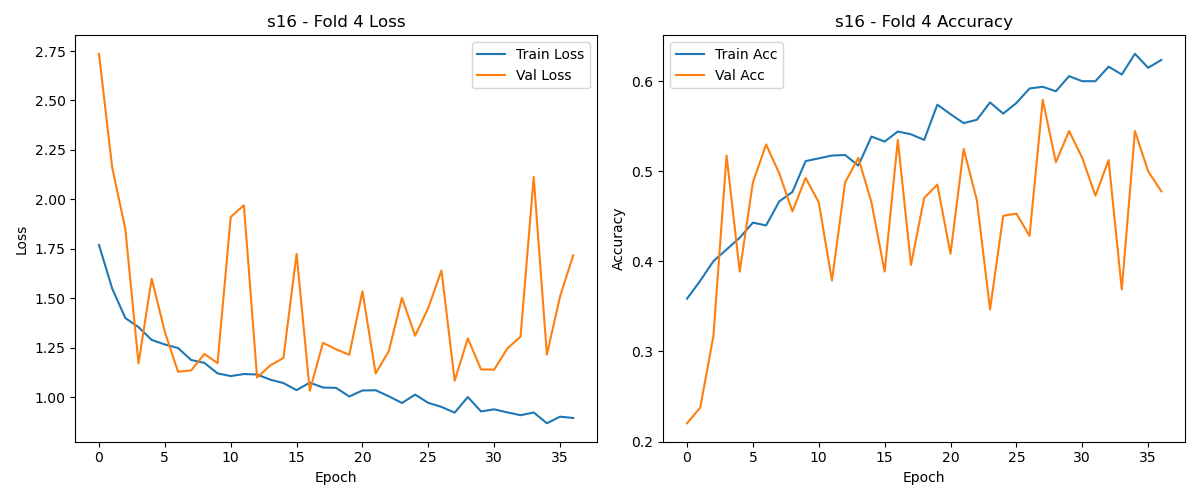 s16 - Fold 4 Loss
Train Loss
Val Loss
2.75
2.50
2.25
2.00
1.75
1.50
1.25
1.00
Loss
0 5 10 15 20 25 30 35
Epoch
s16 - Fold 4 Accuracy
Train Acc
Val Acc
0.6
0.5
0.4
0.3
0.2
Accuracy
0 5 10 15 20 25 30 35
Epoch